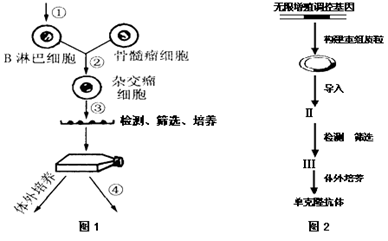 ①
B淋巴细胞
骨髓瘤细胞
②
杂交瘤
细胞
③
检测、筛选、培养
体外培养
④
图1
无限增殖调控基因
构建重组质粒
导入
Ⅱ
检测 筛选
Ⅲ
体外培养
单克隆抗体
图2